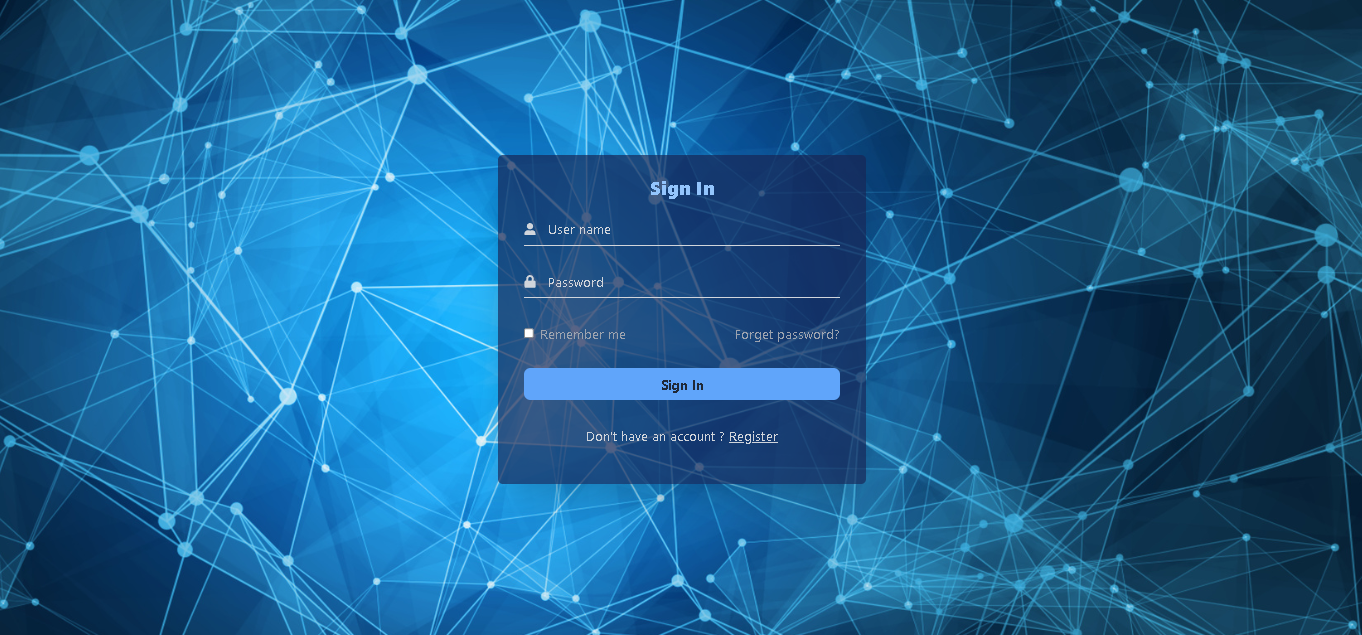 Sign In
User name
Password
Remember me Forget password?
Sign In
Don't have an account ? Register